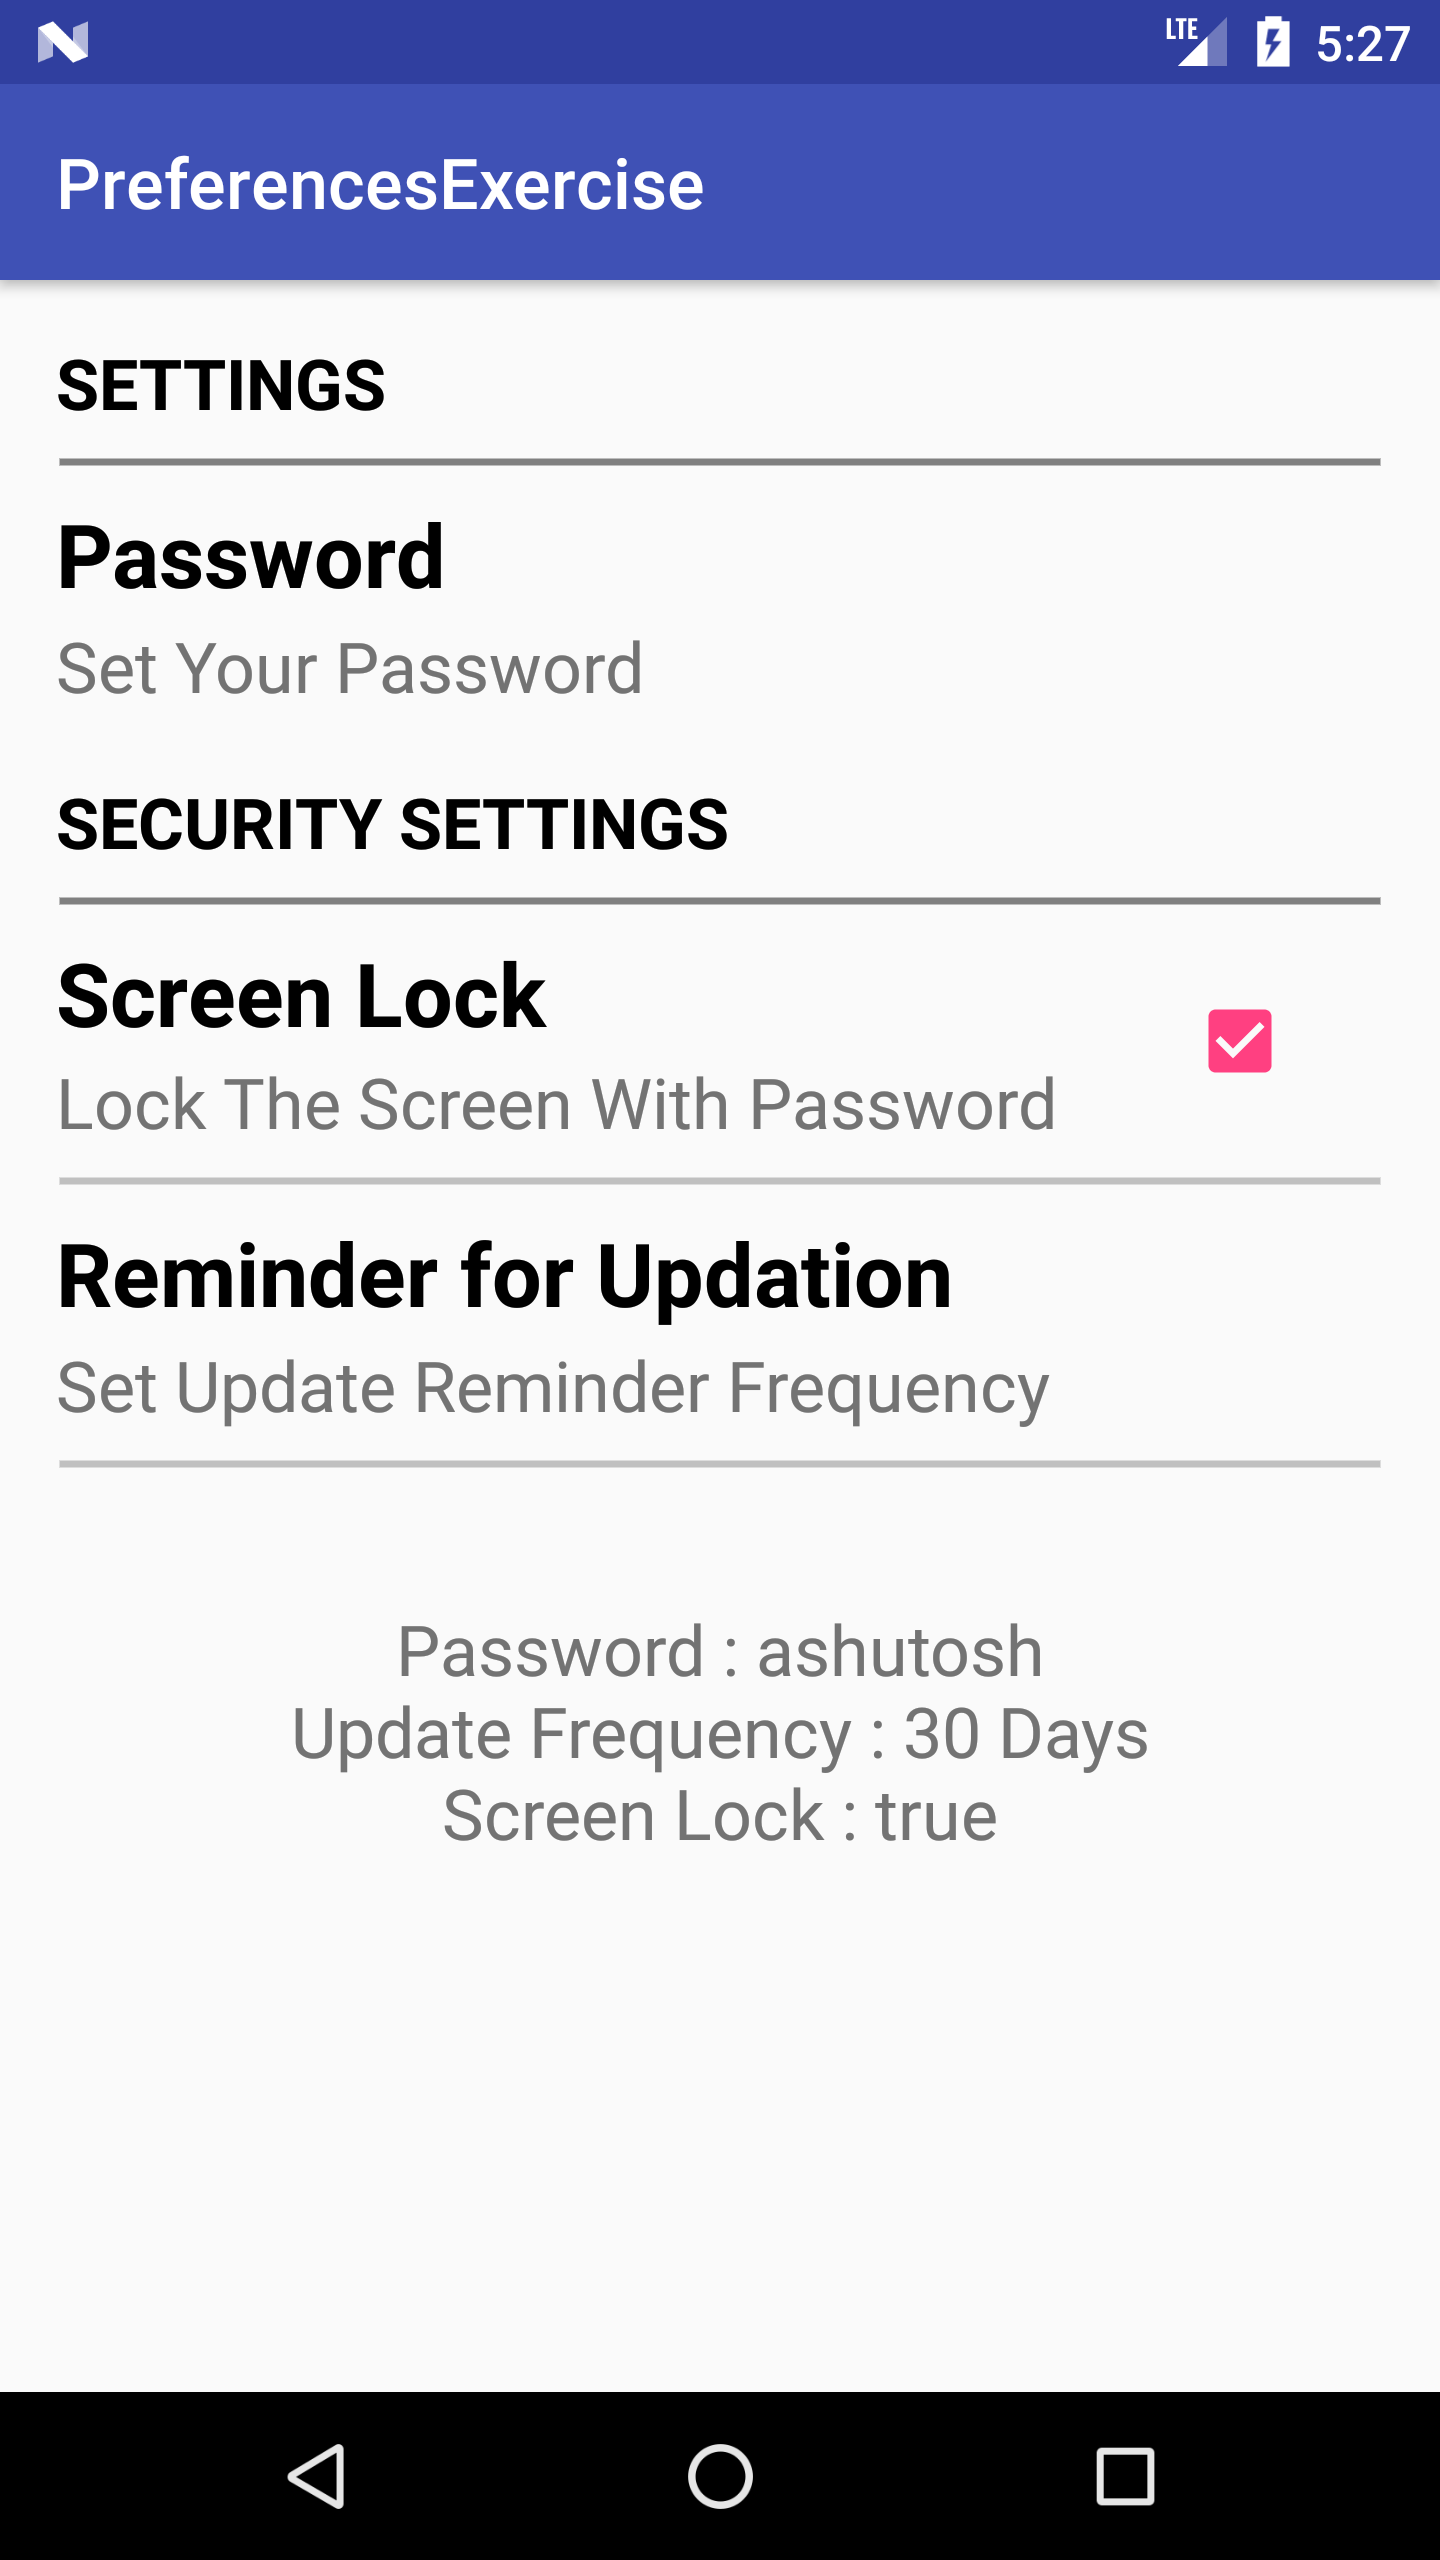 LTE 5:27
PreferencesExercise
SETTINGS
Password
Set Your Password
SECURITY SETTINGS
Screen Lock
Lock The Screen With Password
Reminder for Updation
Set Update Reminder Frequency
Password : ashutosh
Update Frequency : 30 Days
Screen Lock : true